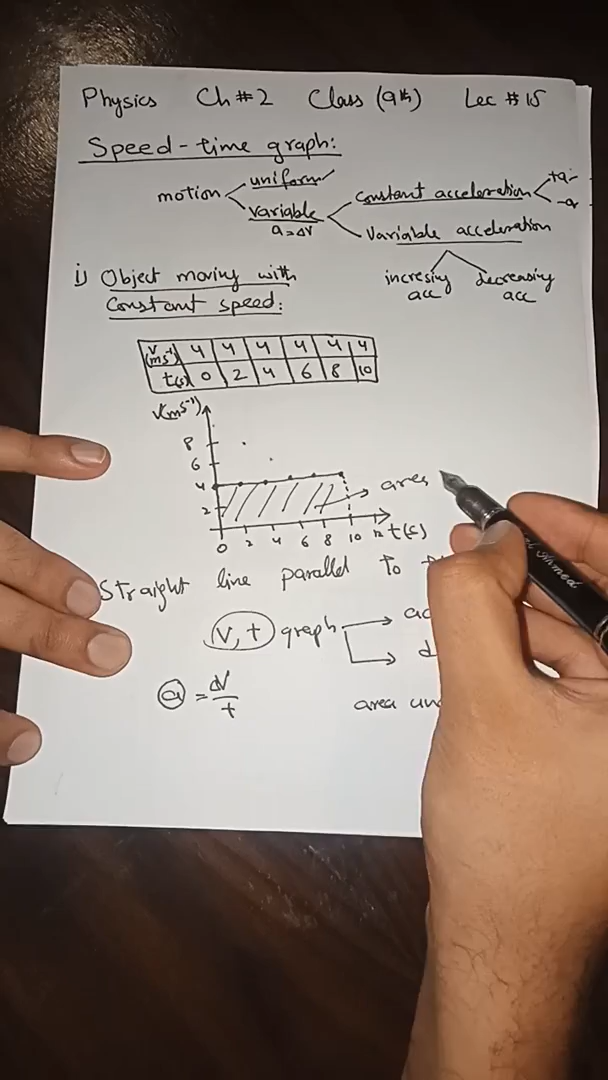 Physics Ch # 2 Class (9th) Lec # 15
Speed-time graph:
motion
uniform
variable
a = ΔV
Constant acceleration
+a
-a
Variable acceleration
incresing acc
decreasing acc
i) Object moving with
Constant speed:
V (ms⁻¹) 4 4 4 4 4 4
t(s) 0 2 4 6 8 10
V(ms⁻¹)
8
6
4
2
0 2 4 6 8 10 12 t(s)
area
Straight line parallel to
(V, t) graph
a = ΔV/t
area
Ahmed